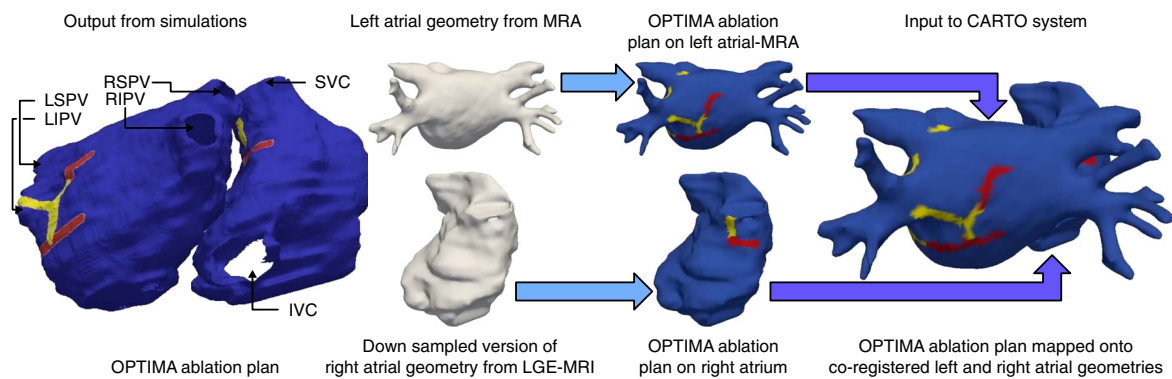 Output from simulations
RSPV
RIPV
SVC
LSPV
LIPV
IVC
OPTIMA ablation plan
Left atrial geometry from MRA
Down sampled version of
right atrial geometry from LGE-MRI
OPTIMA ablation
plan on left atrial-MRA
OPTIMA ablation
plan on right atrium
Input to CARTO system
OPTIMA ablation plan mapped onto
co-registered left and right atrial geometries